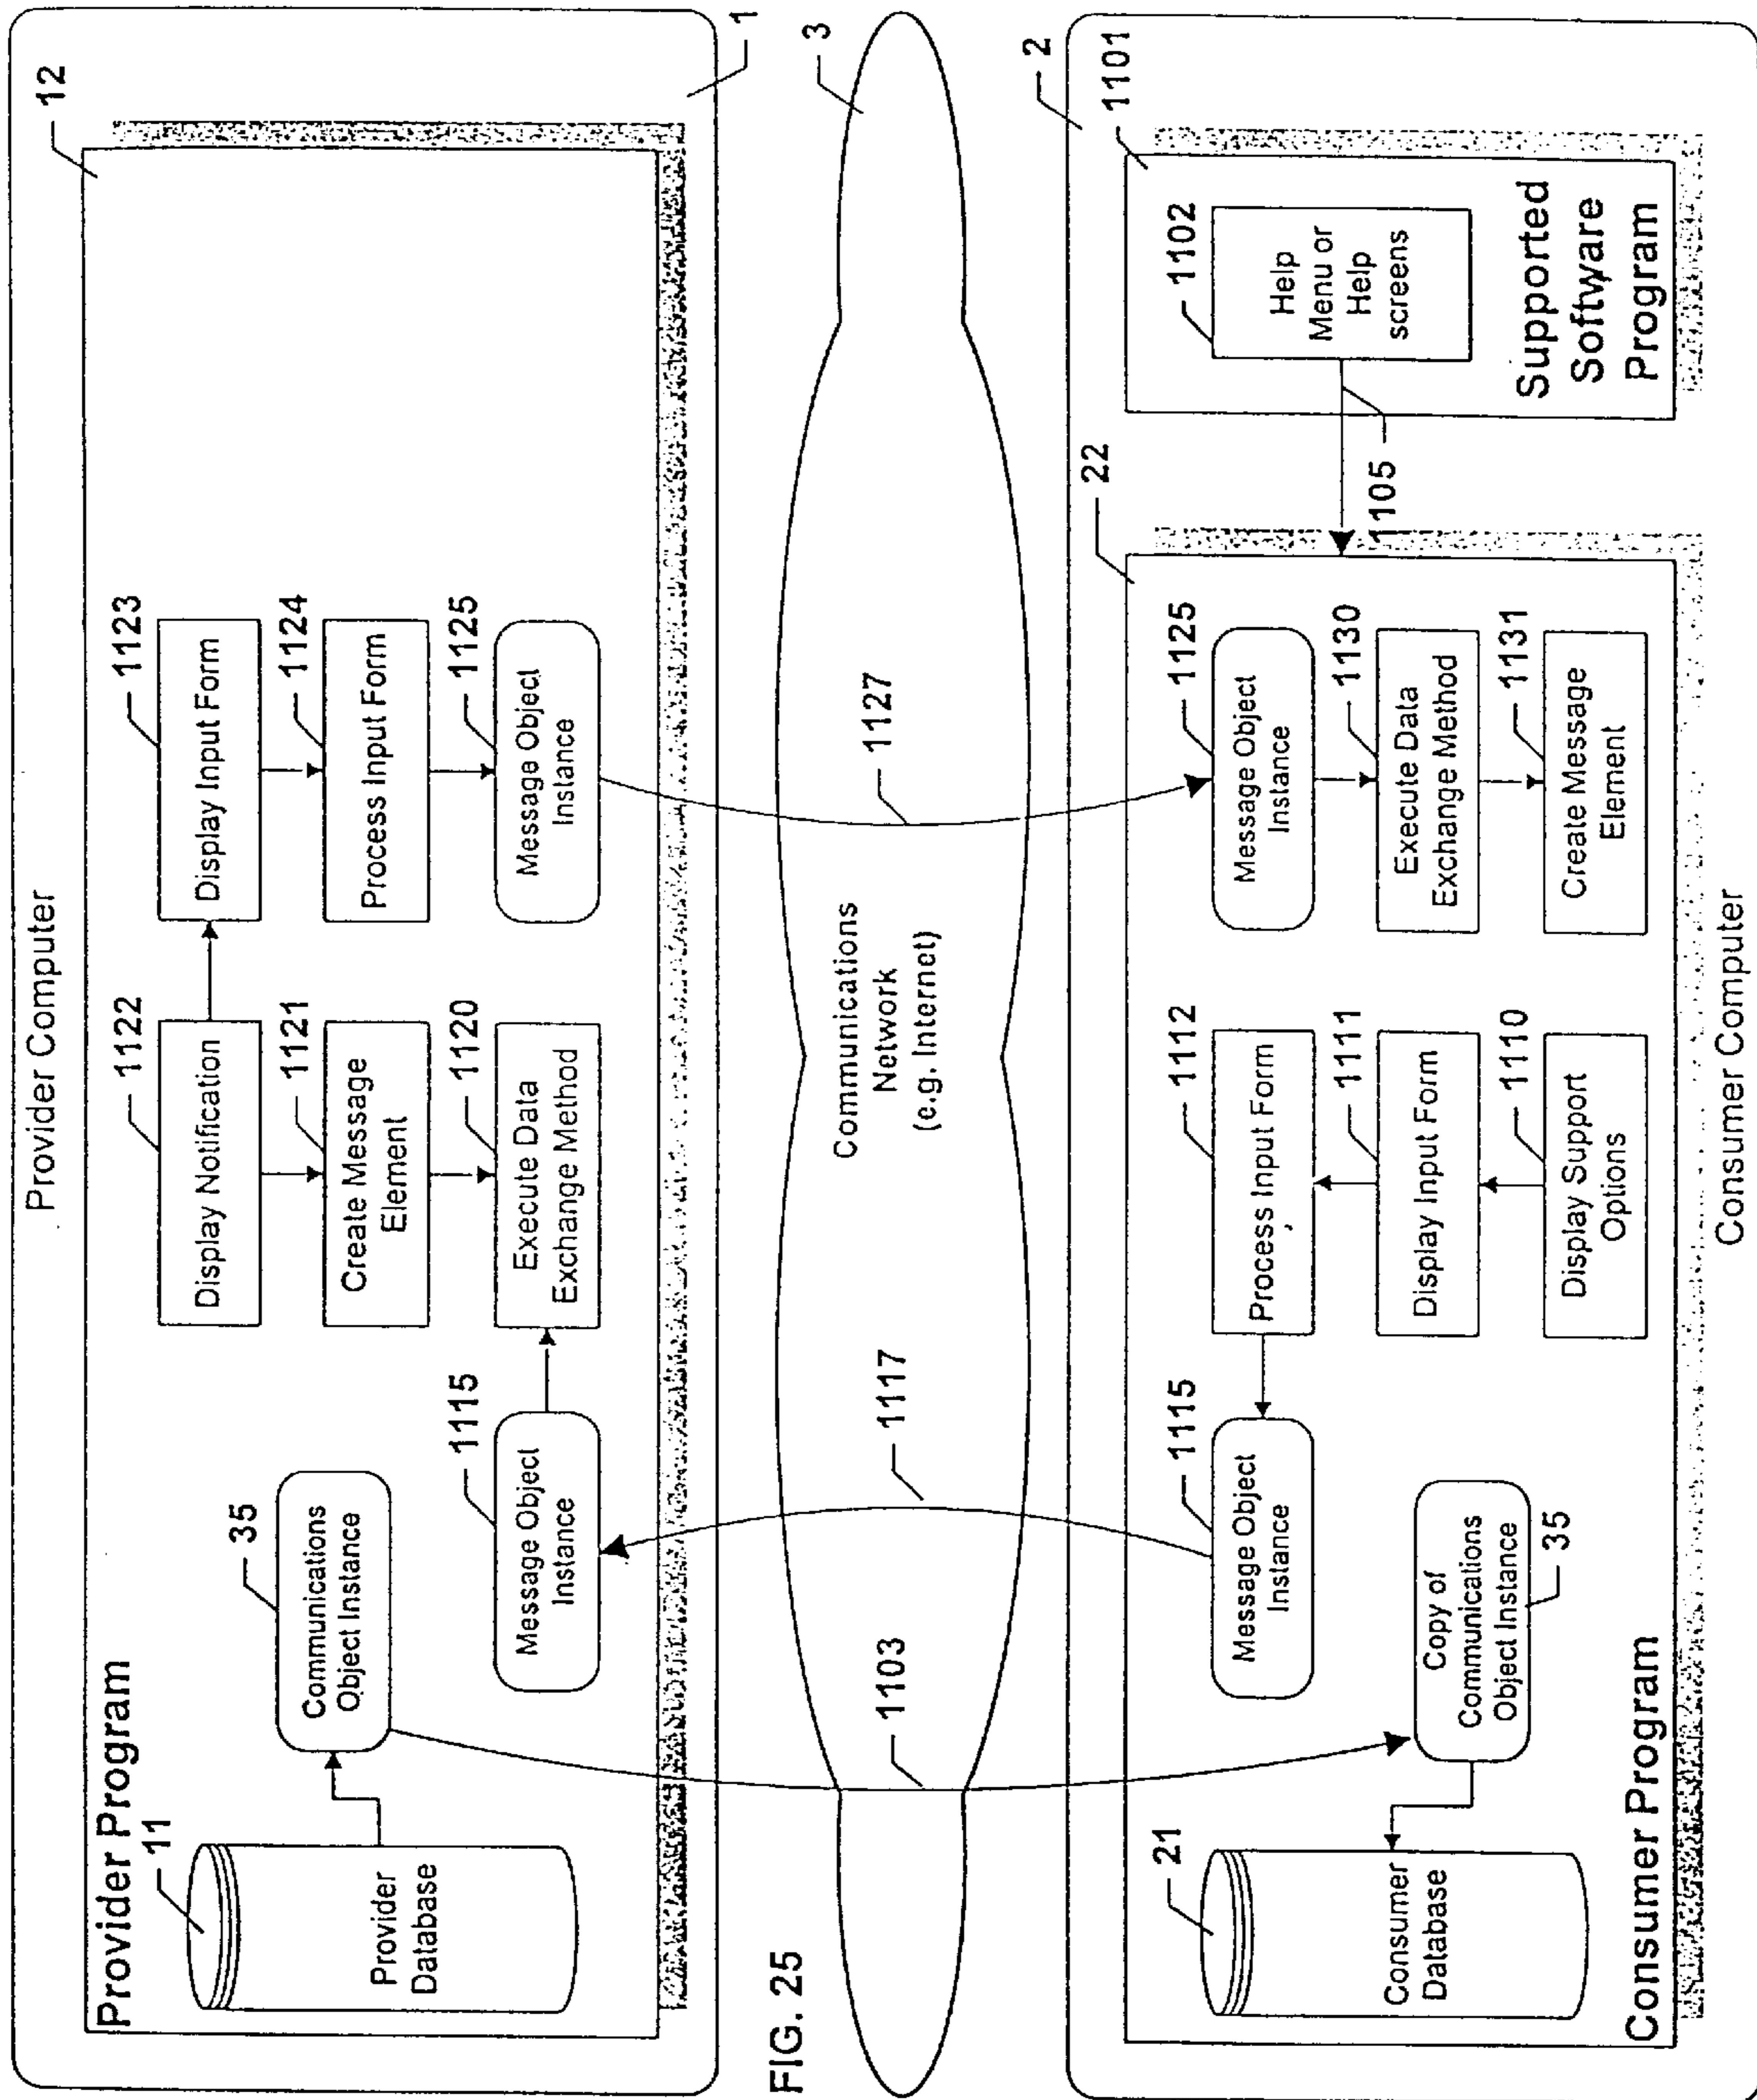 Provider Computer
12
1
Provider Program
11
Provider
Database
35
Communications
Object Instance
1115
Message Object
Instance
1122
Display Notification
1121
Create Message
Element
1120
Execute Data
Exchange Method
1123
Display Input Form
1124
Process Input Form
1125
Message Object
Instance
FIG. 25
3
1103
1117
Communications
Network
(e.g. Internet)
1127
2
22
21
Consumer
Database
Consumer Program
Copy of
Communications
Object Instance
35
1115
Message Object
Instance
1112
Process Input Form
1111
Display Input Form
1110
Display Support
Options
1125
Message Object
Instance
1130
Execute Data
Exchange Method
1131
Create Message
Element
1105
1101
1102
Help
Menu or
Help
screens
Supported
Software
Program
Consumer Computer